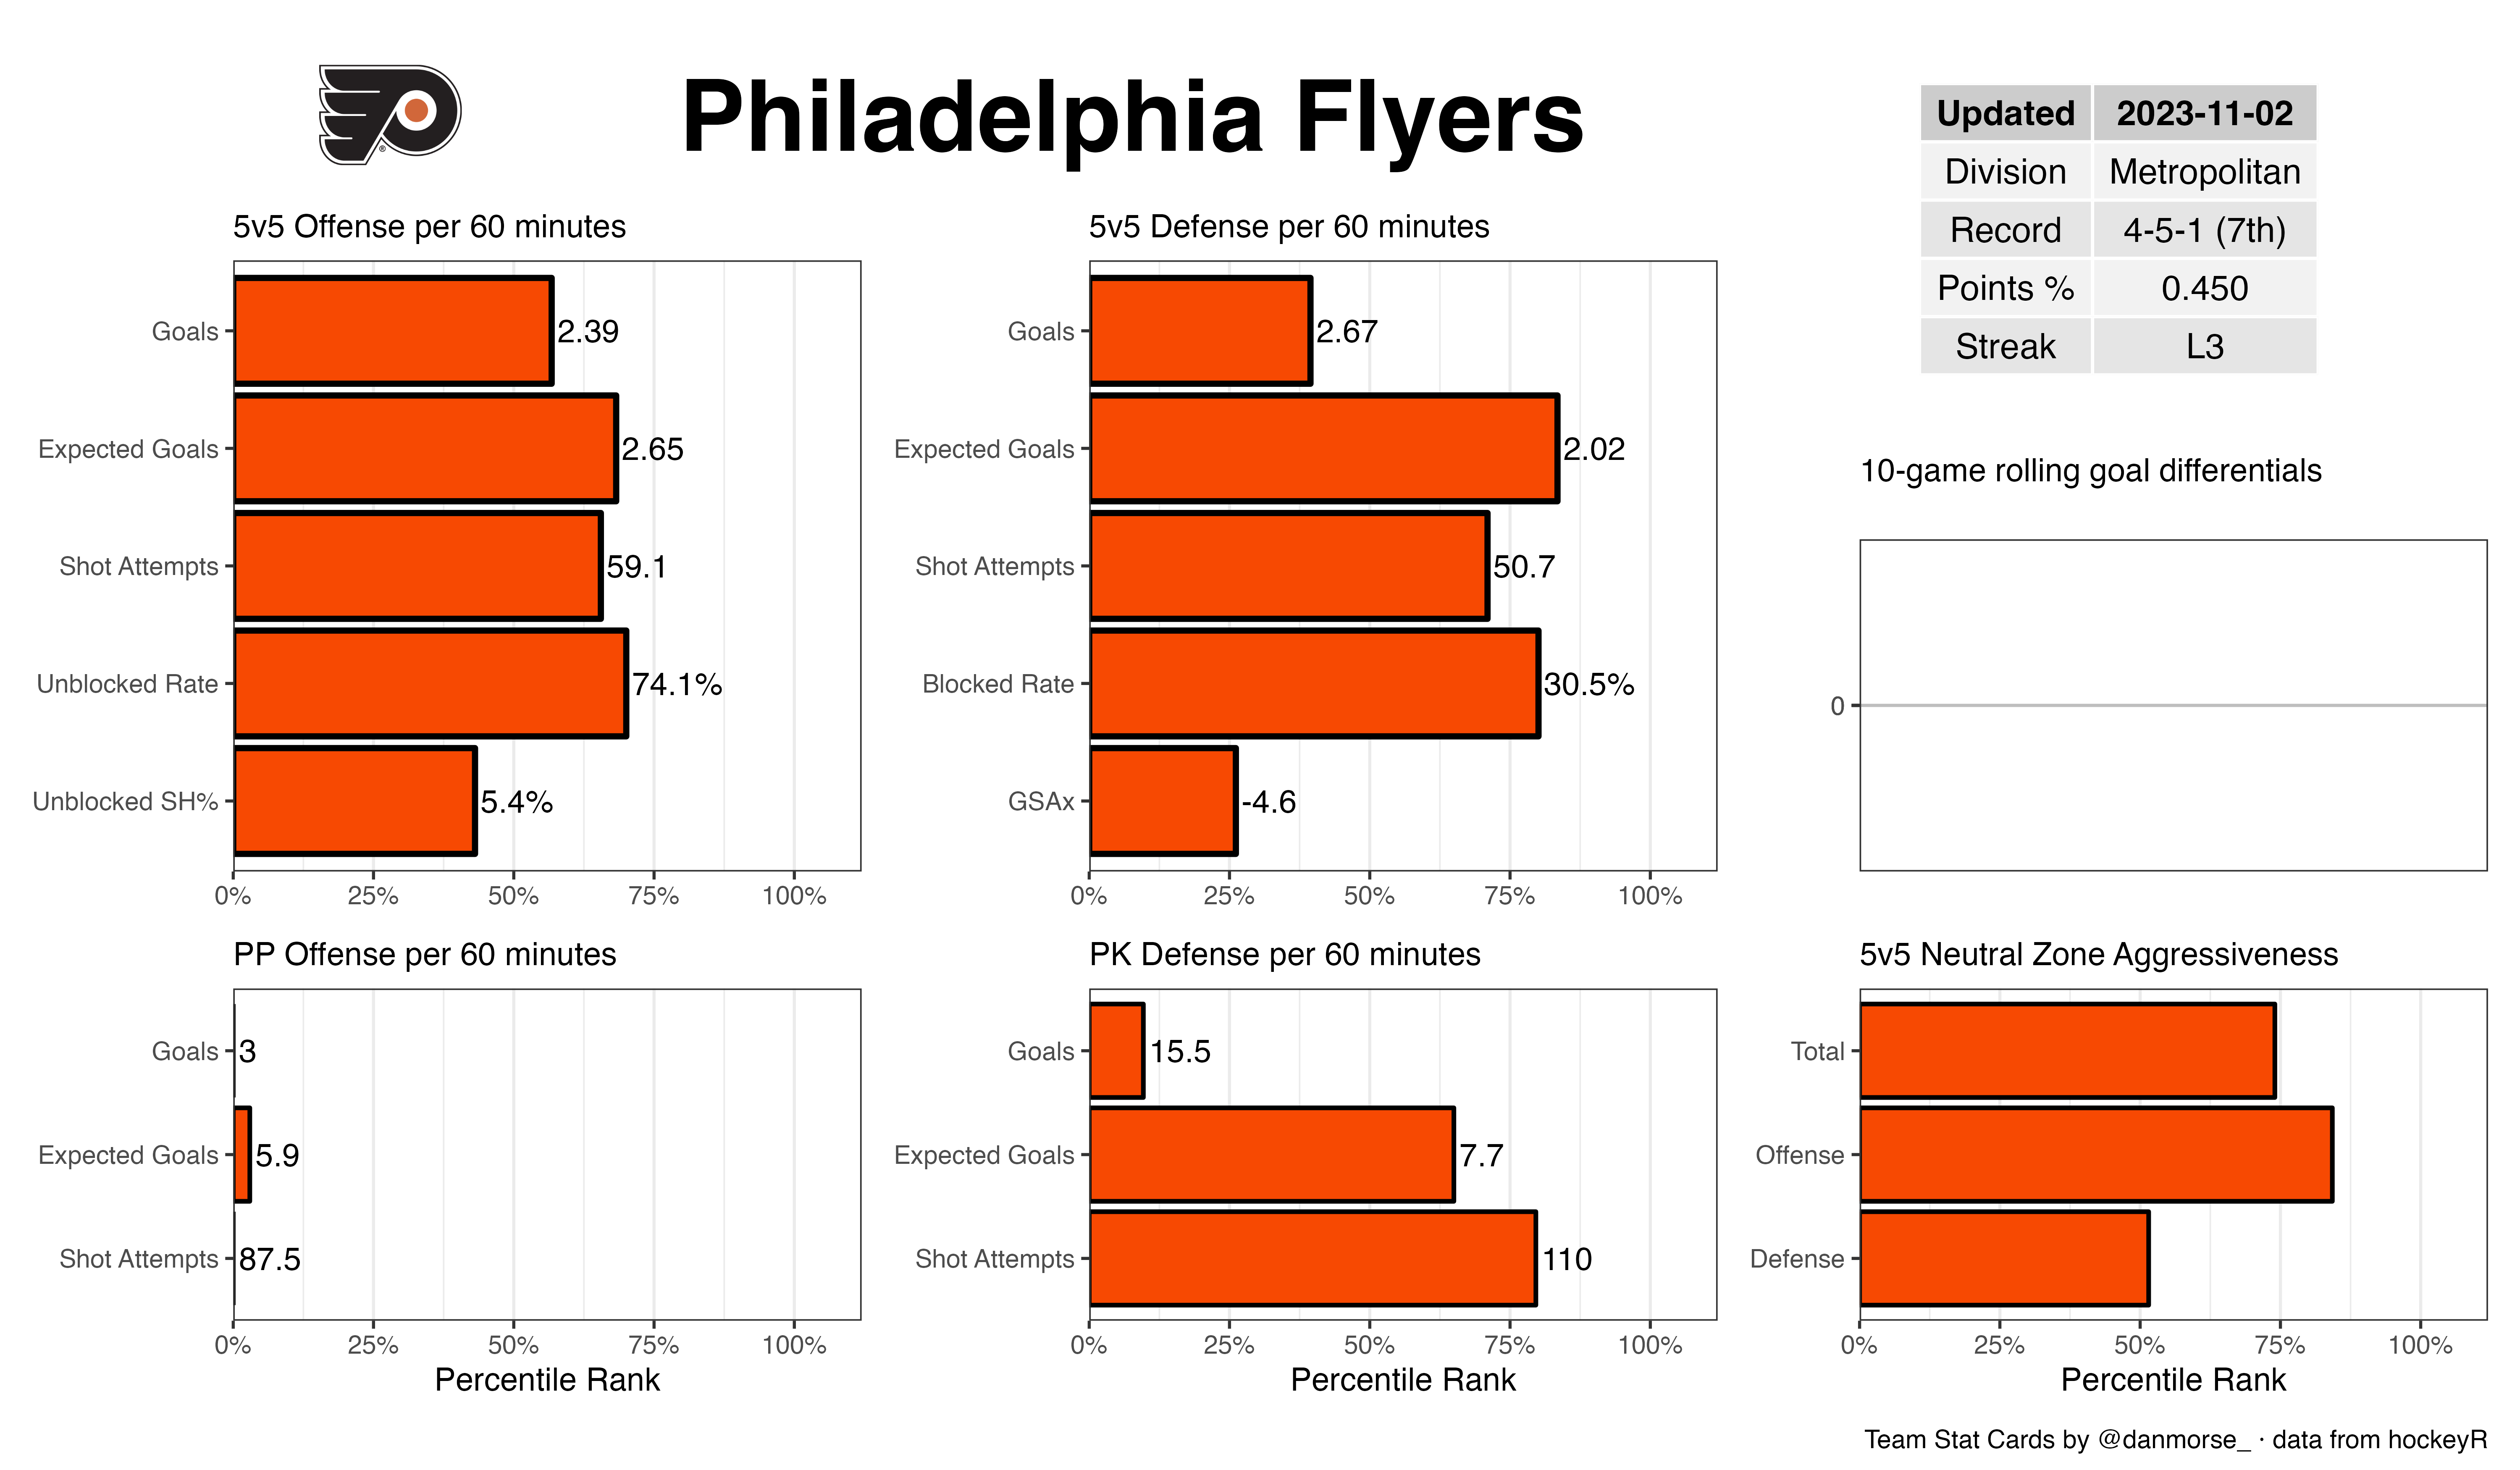 Philadelphia Flyers
Updated 2023-11-02
Division Metropolitan
Record 4-5-1 (7th)
Points % 0.450
Streak L3
5v5 Offense per 60 minutes
Goals 2.39
Expected Goals 2.65
Shot Attempts 59.1
Unblocked Rate 74.1%
Unblocked SH% 5.4%
0% 25% 50% 75% 100%
5v5 Defense per 60 minutes
Goals 2.67
Expected Goals 2.02
Shot Attempts 50.7
Blocked Rate 30.5%
GSAx -4.6
0% 25% 50% 75% 100%
10-game rolling goal differentials
0
PP Offense per 60 minutes
Goals 3
Expected Goals 5.9
Shot Attempts 87.5
0% 25% 50% 75% 100%
Percentile Rank
PK Defense per 60 minutes
Goals 15.5
Expected Goals 7.7
Shot Attempts 110
0% 25% 50% 75% 100%
Percentile Rank
5v5 Neutral Zone Aggressiveness
Total
Offense
Defense
0% 25% 50% 75% 100%
Percentile Rank
Team Stat Cards by @danmorse_ · data from hockeyR